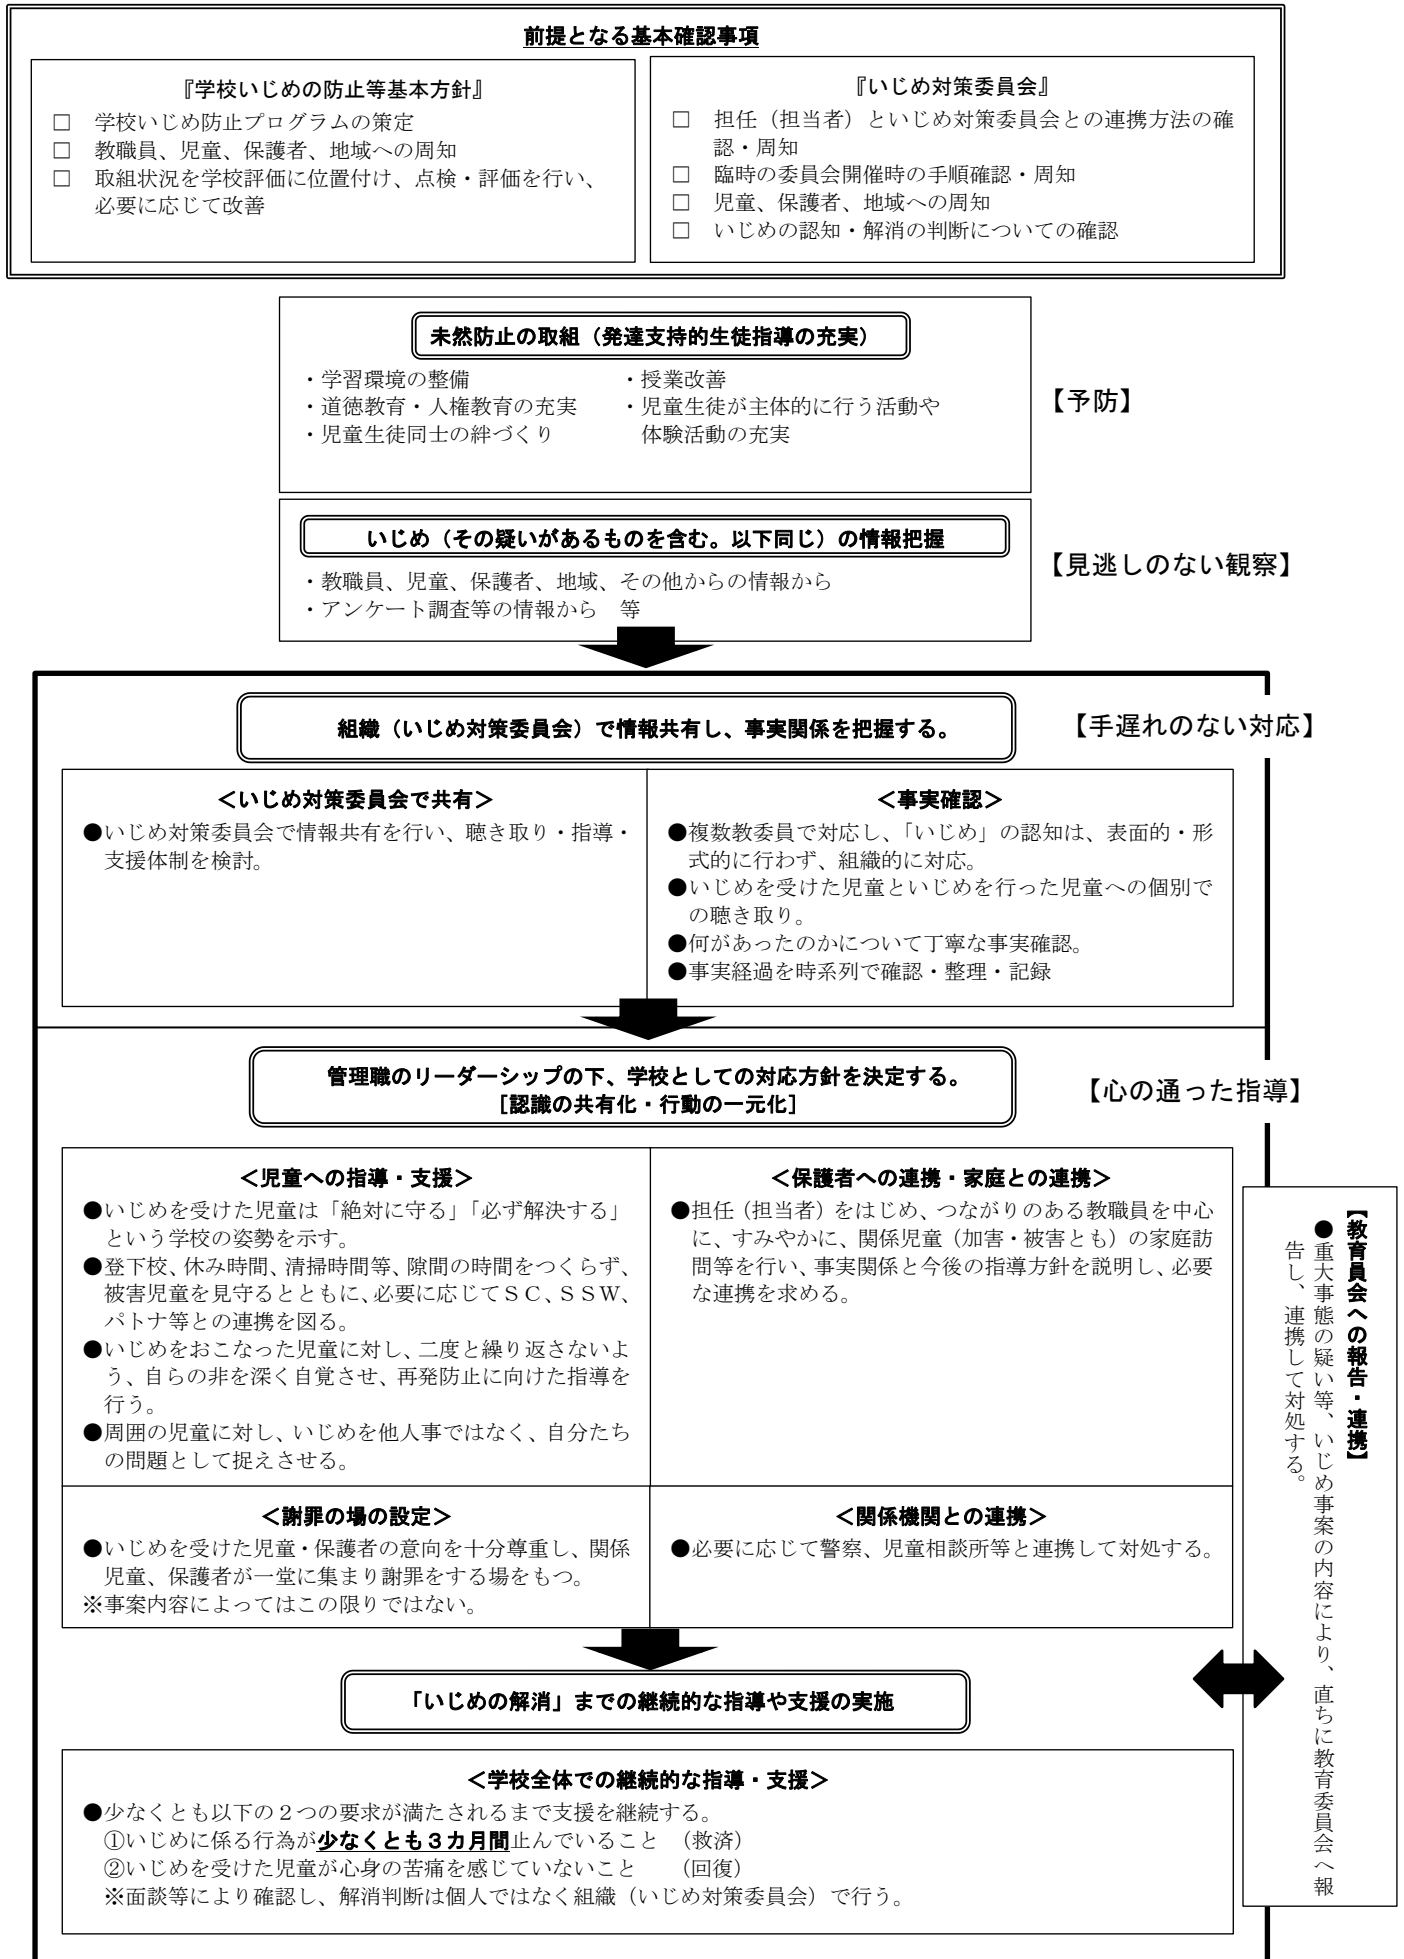 前提となる基本確認事項
『学校いじめの防止等基本方針』
□　学校いじめ防止プログラムの策定
□　教職員、児童、保護者、地域への周知
□　取組状況を学校評価に位置付け、点検・評価を行い、
必要に応じて改善
『いじめ対策委員会』
□　担任（担当者）といじめ対策委員会との連携方法の確
認・周知
□　臨時の委員会開催時の手順確認・周知
□　児童、保護者、地域への周知
□　いじめの認知・解消の判断についての確認
未然防止の取組（発達支持的生徒指導の充実）
・学習環境の整備
・道徳教育・人権教育の充実
・児童生徒同士の絆づくり
・授業改善
・児童生徒が主体的に行う活動や
体験活動の充実
【予防】
いじめ（その疑いがあるものを含む。以下同じ）の情報把握
・教職員、児童、保護者、地域、その他からの情報から
・アンケート調査等の情報から　等
【見逃しのない観察】
組織（いじめ対策委員会）で情報共有し、事実関係を把握する。
【手遅れのない対応】
＜いじめ対策委員会で共有＞
●いじめ対策委員会で情報共有を行い、聴き取り・指導・
支援体制を検討。
＜事実確認＞
●複数教委員で対応し、「いじめ」の認知は、表面的・形
式的に行わず、組織的に対応。
●いじめを受けた児童といじめを行った児童への個別で
の聴き取り。
●何があったのかについて丁寧な事実確認。
●事実経過を時系列で確認・整理・記録
管理職のリーダーシップの下、学校としての対応方針を決定する。
［認識の共有化・行動の一元化］
【心の通った指導】
＜児童への指導・支援＞
●いじめを受けた児童は「絶対に守る」「必ず解決する」
という学校の姿勢を示す。
●登下校、休み時間、清掃時間等、隙間の時間をつくらず、
被害児童を見守るとともに、必要に応じてＳＣ、ＳＳＷ、
パトナ等との連携を図る。
●いじめをおこなった児童に対し、二度と繰り返さないよ
う、自らの非を深く自覚させ、再発防止に向けた指導を
行う。
●周囲の児童に対し、いじめを他人事ではなく、自分たち
の問題として捉えさせる。
＜保護者への連携・家庭との連携＞
●担任（担当者）をはじめ、つながりのある教職員を中心
に、すみやかに、関係児童（加害・被害とも）の家庭訪
問等を行い、事実関係と今後の指導方針を説明し、必要
な連携を求める。
＜謝罪の場の設定＞
●いじめを受けた児童・保護者の意向を十分尊重し、関係
児童、保護者が一堂に集まり謝罪をする場をもつ。
※事案内容によってはこの限りではない。
＜関係機関との連携＞
●必要に応じて警察、児童相談所等と連携して対処する。
【教育員会への報告・連携】
●重大事態の疑い等、いじめ事案の内容により、直ちに教育委員会へ報
告し、連携して対処する。
「いじめの解消」までの継続的な指導や支援の実施
＜学校全体での継続的な指導・支援＞
●少なくとも以下の２つの要求が満たされるまで支援を継続する。
①いじめに係る行為が少なくとも３カ月間止んでいること　（救済）
②いじめを受けた児童が心身の苦痛を感じていないこと　　（回復）
※面談等により確認し、解消判断は個人ではなく組織（いじめ対策委員会）で行う。